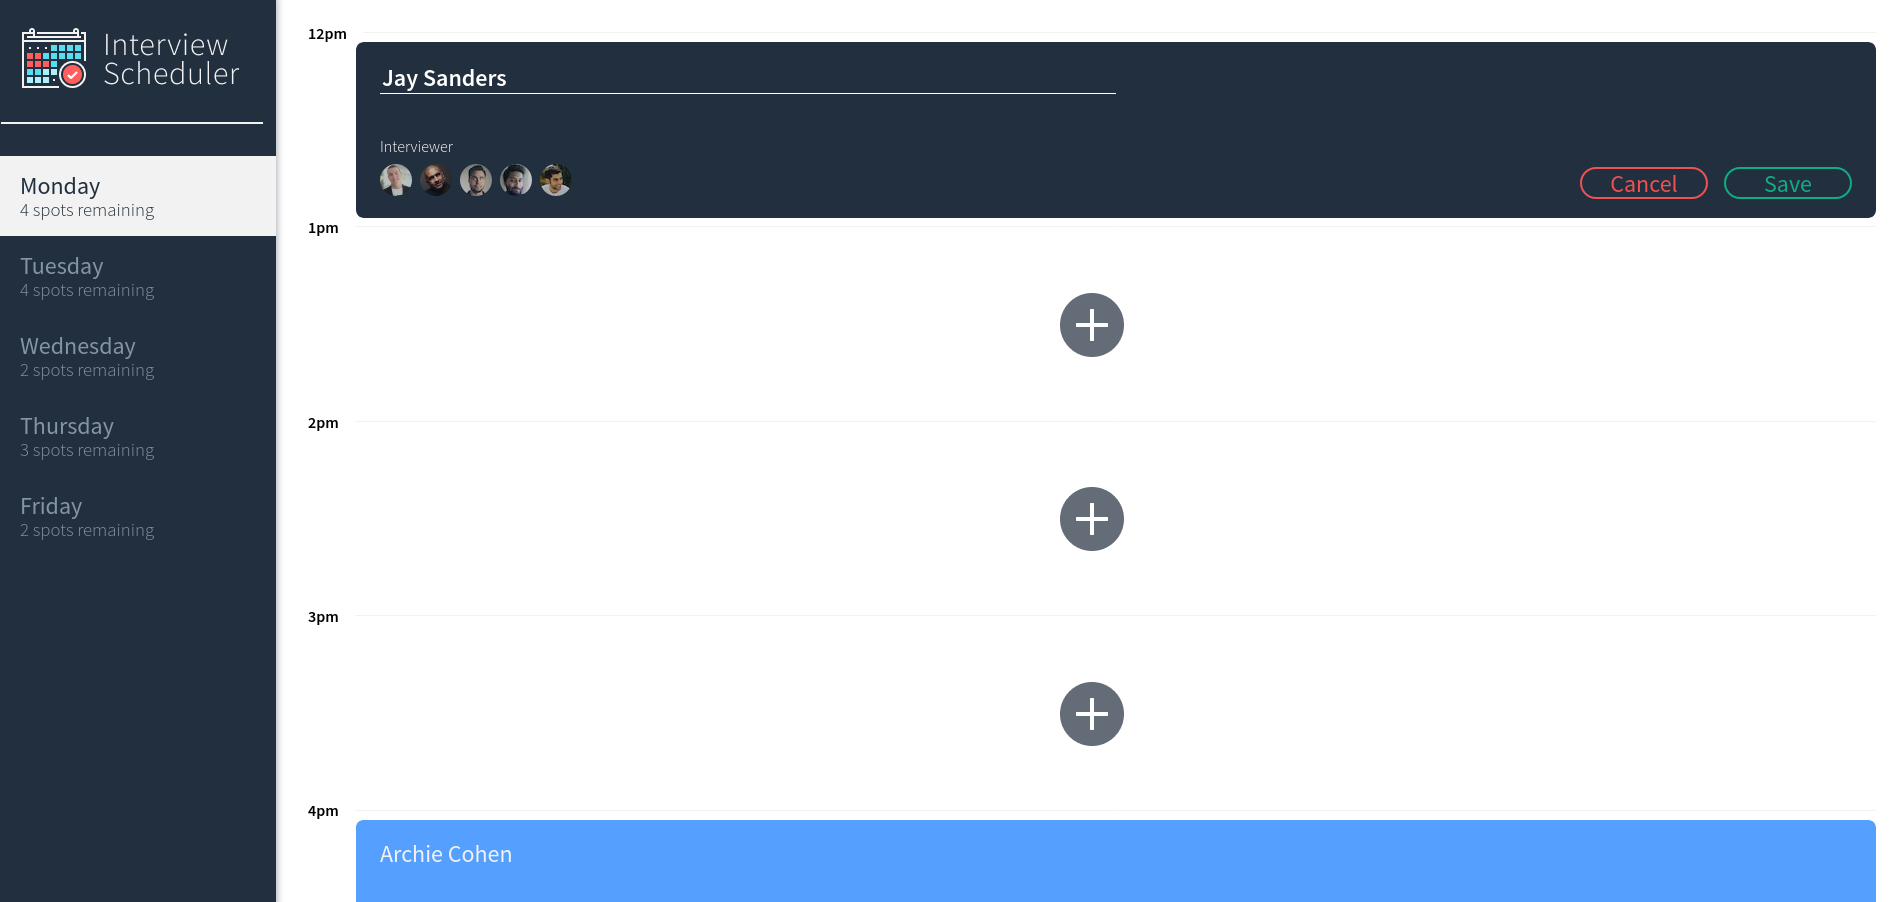 Interview
Scheduler
Monday
4 spots remaining
Tuesday
4 spots remaining
Wednesday
2 spots remaining
Thursday
3 spots remaining
Friday
2 spots remaining
12pm
Jay Sanders
Interviewer
Cancel
Save
1pm
2pm
3pm
4pm
Archie Cohen